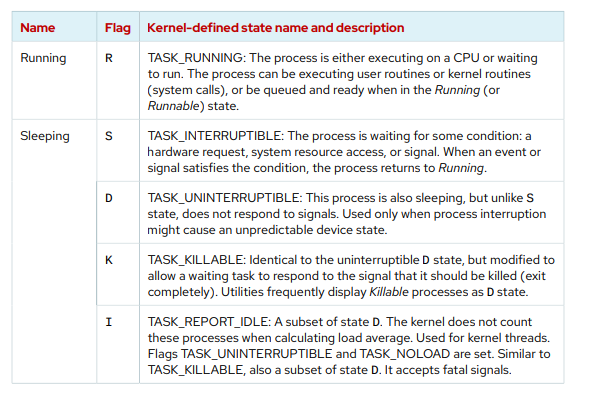 Name Flag Kernel-defined state name and description
Running R TASK_RUNNING: The process is either executing on a CPU or waiting
to run. The process can be executing user routines or kernel routines
(system calls), or be queued and ready when in the Running (or
Runnable) state.
Sleeping S TASK_INTERRUPTIBLE: The process is waiting for some condition: a
hardware request, system resource access, or signal. When an event or
signal satisfies the condition, the process returns to Running.
D TASK_UNINTERRUPTIBLE: This process is also sleeping, but unlike S
state, does not respond to signals. Used only when process interruption
might cause an unpredictable device state.
K TASK_KILLABLE: Identical to the uninterruptible D state, but modified to
allow a waiting task to respond to the signal that it should be killed (exit
completely). Utilities frequently display Killable processes as D state.
I TASK_REPORT_IDLE: A subset of state D. The kernel does not count
these processes when calculating load average. Used for kernel threads.
Flags TASK_UNINTERRUPTIBLE and TASK_NOLOAD are set. Similar to
TASK_KILLABLE, also a subset of state D. It accepts fatal signals.